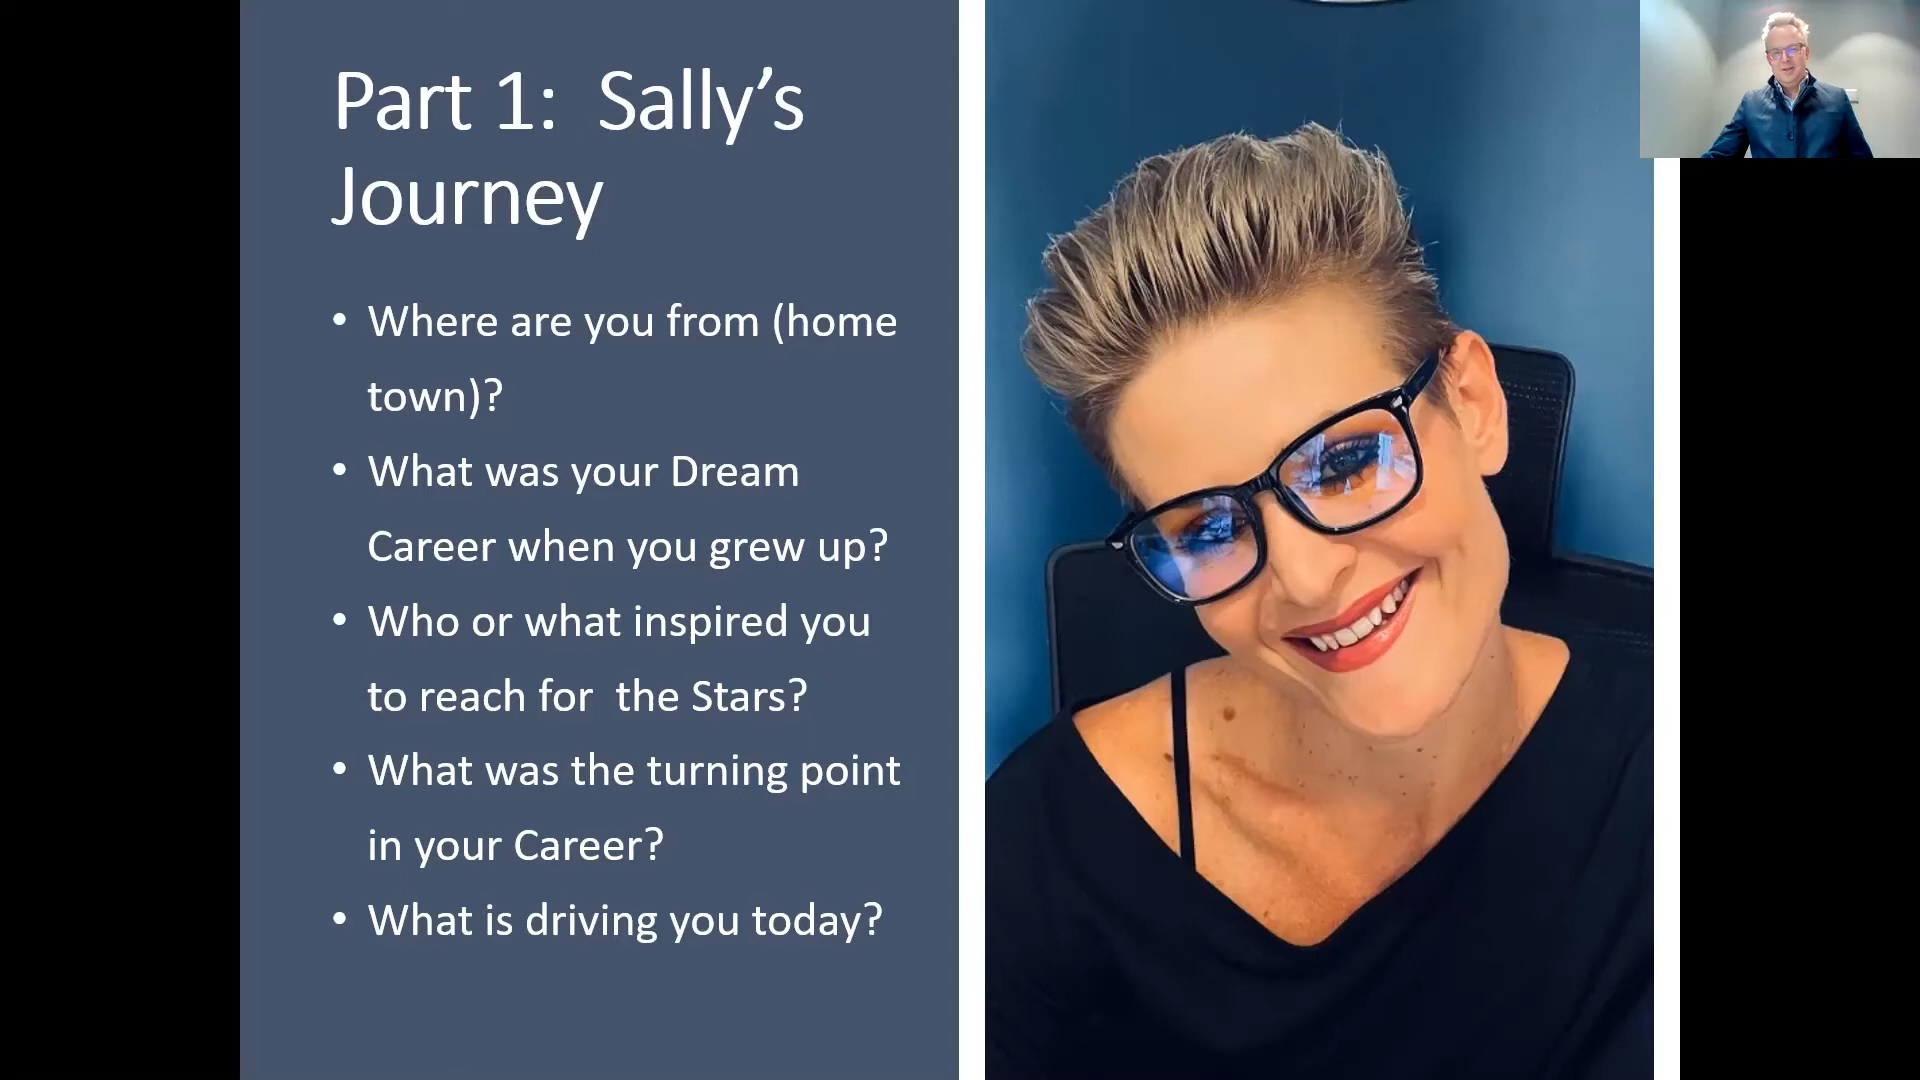 Part 1:  Sally’s
Journey
• Where are you from (home
town)?
• What was your Dream
Career when you grew up?
• Who or what inspired you
to reach for  the Stars?
• What was the turning point
in your Career?
• What is driving you today?